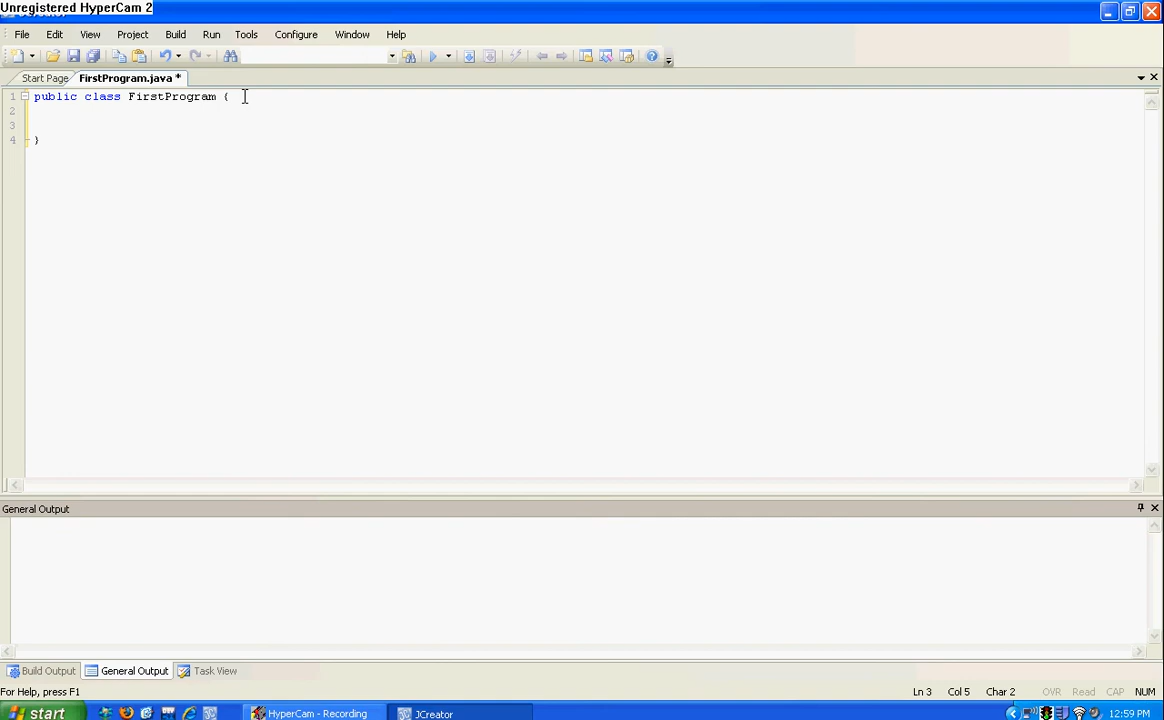 Unregistered HyperCam 2
File Edit View Project Build Run Tools Configure Window Help
Start Page FirstProgram.java *
1 public class FirstProgram {
2
3
4 }
General Output
Build Output General Output Task View
For Help, press F1 Ln 3 Col 5 Char 2 OVR Read CAP NUM
start HyperCam - Recording JCreator 12:59 PM